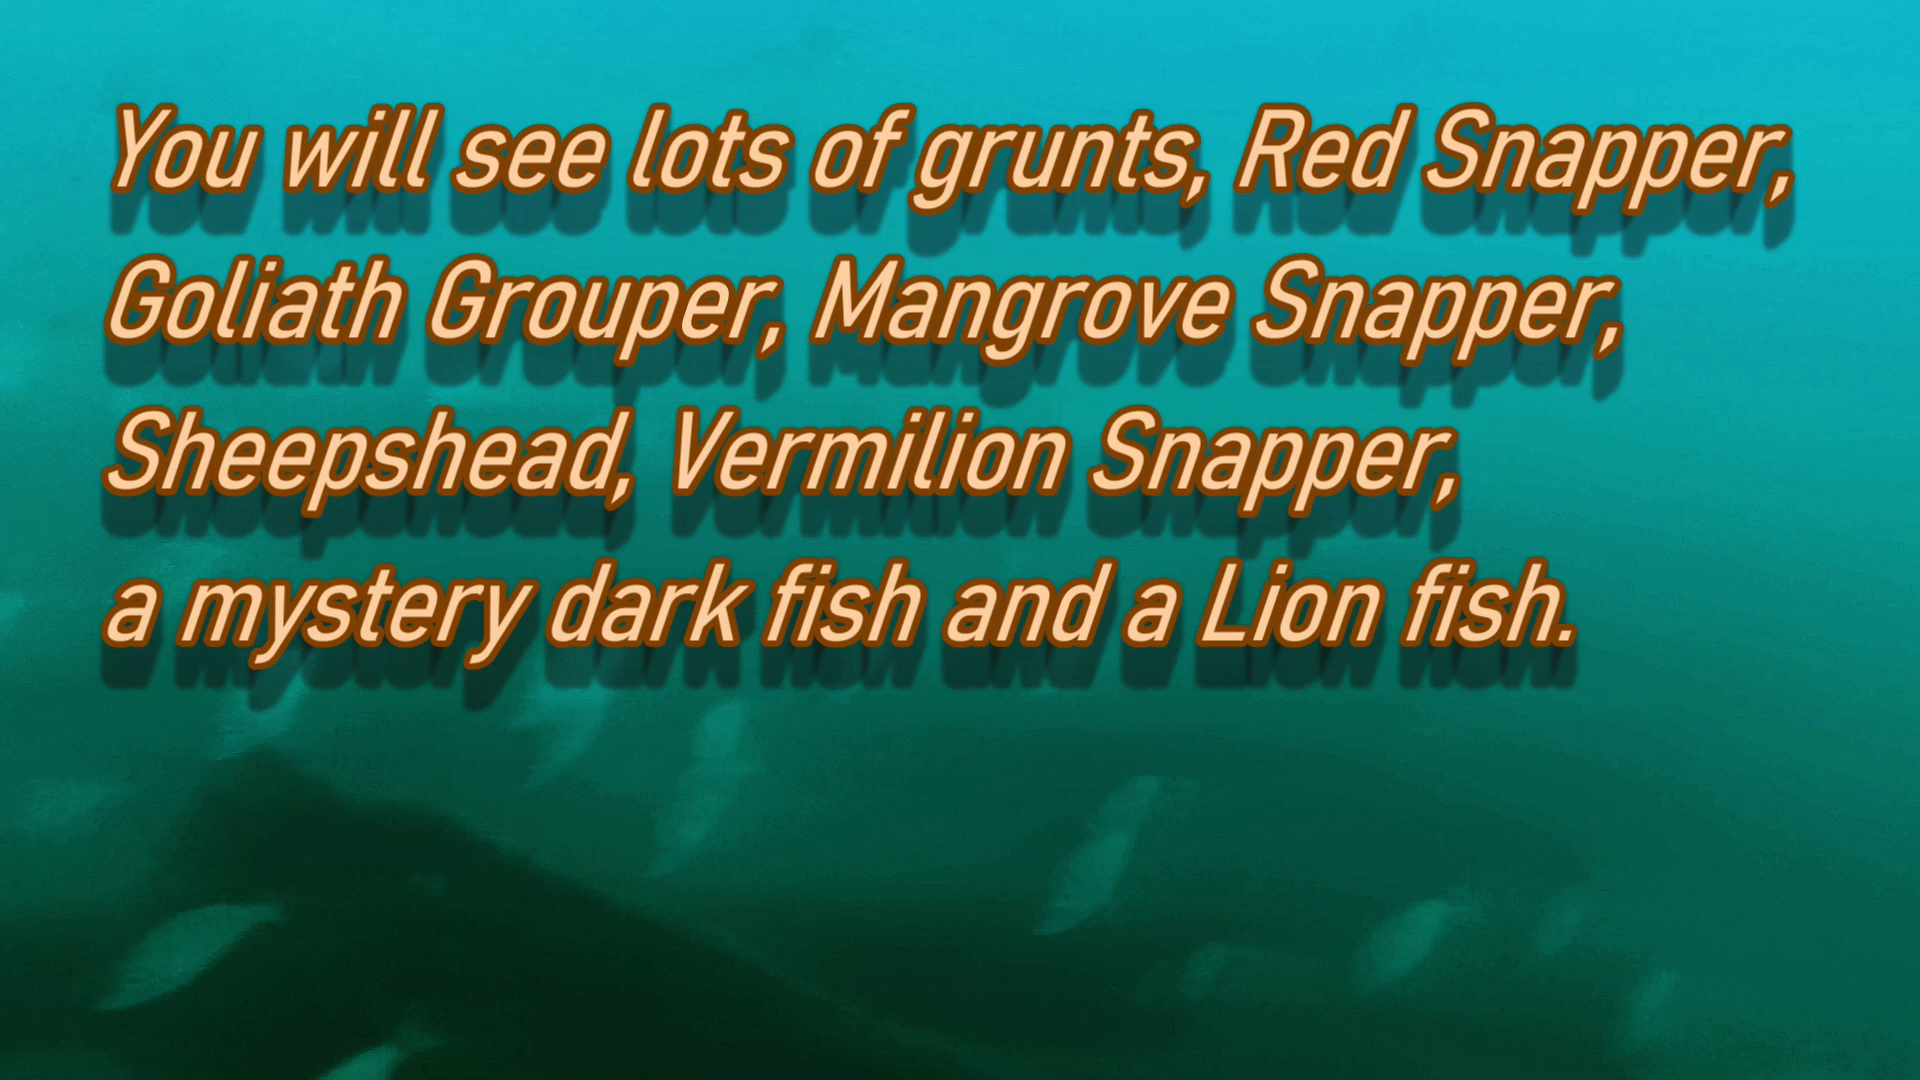 You will see lots of grunts, Red Snapper,
Goliath Grouper, Mangrove Snapper,
Sheepshead, Vermilion Snapper,
a mystery dark fish and a Lion fish.